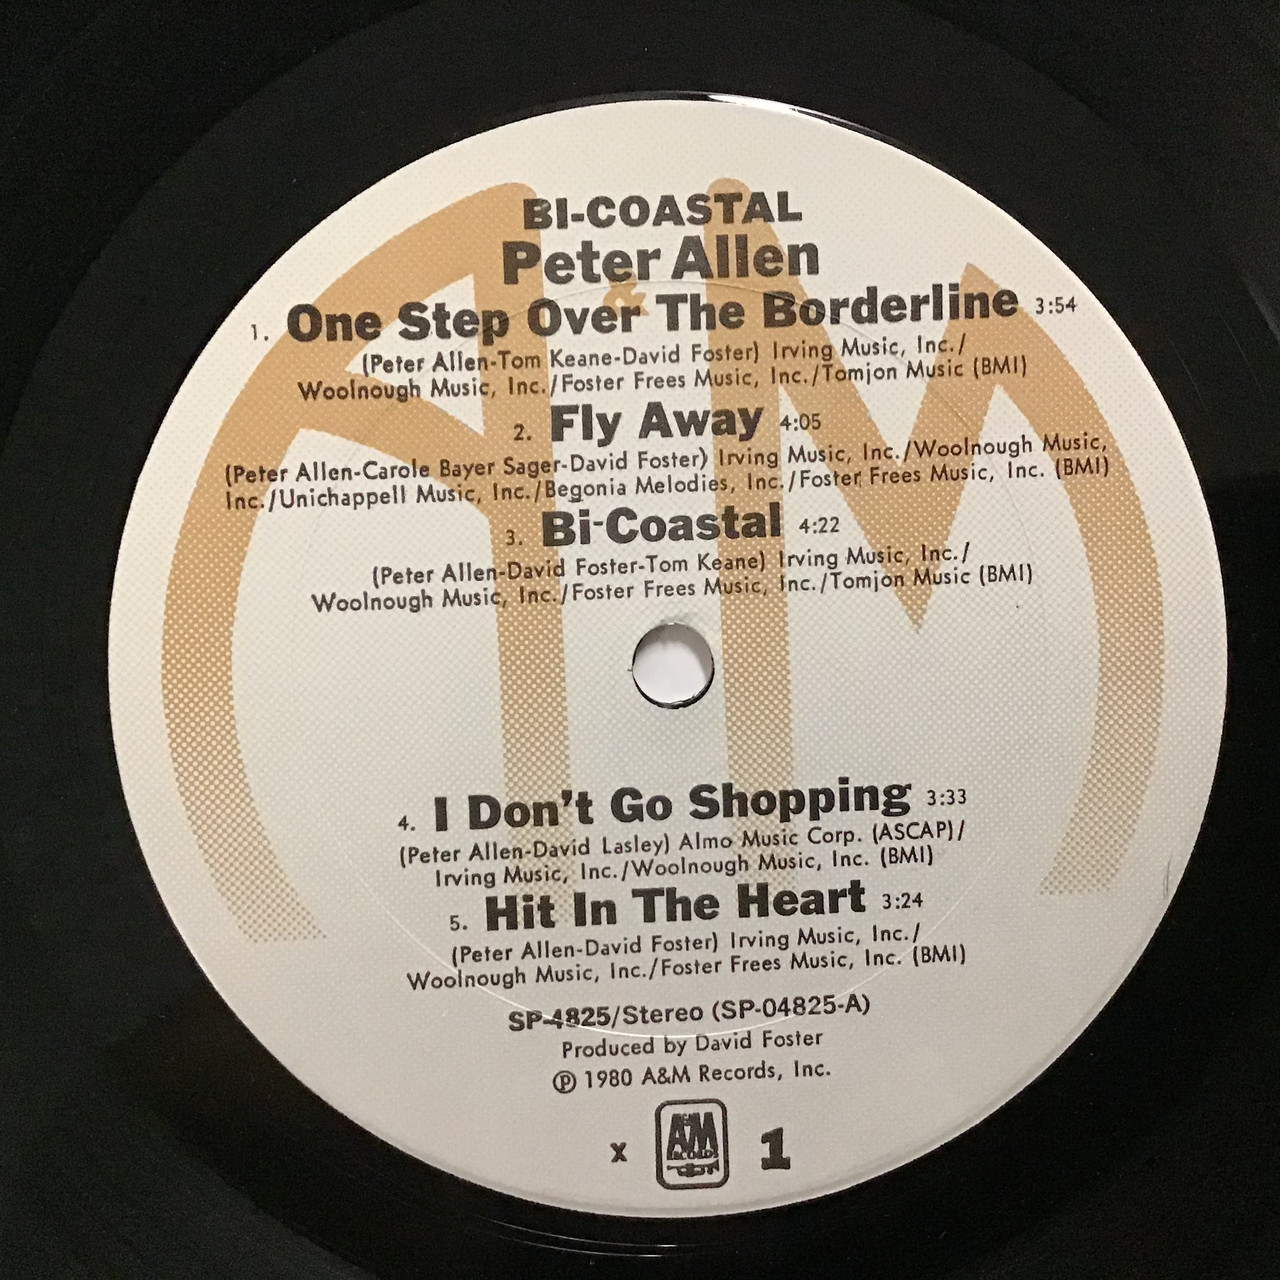 BI-COASTAL
Peter Allen
1. One Step Over The Borderline 3:54
(Peter Allen-Tom Keane-David Foster) Irving Music, Inc./
Woolnough Music, Inc./Foster Frees Music, Inc./Tomjon Music (BMI)
2. Fly Away 4:05
(Peter Allen-Carole Bayer Sager-David Foster) Irving Music, Inc./Woolnough Music,
Inc./Unichappell Music, Inc./Begonia Melodies, Inc./Foster Frees Music, Inc. (BMI)
3. Bi-Coastal 4:22
(Peter Allen-David Foster-Tom Keane) Irving Music, Inc./
Woolnough Music, Inc./Foster Frees Music, Inc./Tomjon Music (BMI)
4. I Don't Go Shopping 3:33
(Peter Allen-David Lasley) Almo Music Corp. (ASCAP)/
Irving Music, Inc./Woolnough Music, Inc. (BMI)
5. Hit In The Heart 3:24
(Peter Allen-David Foster) Irving Music, Inc./
Woolnough Music, Inc./Foster Frees Music, Inc. (BMI)
SP-4825/Stereo (SP-04825-A)
Produced by David Foster
℗ 1980 A&M Records, Inc.
X A&M RECORDS 1